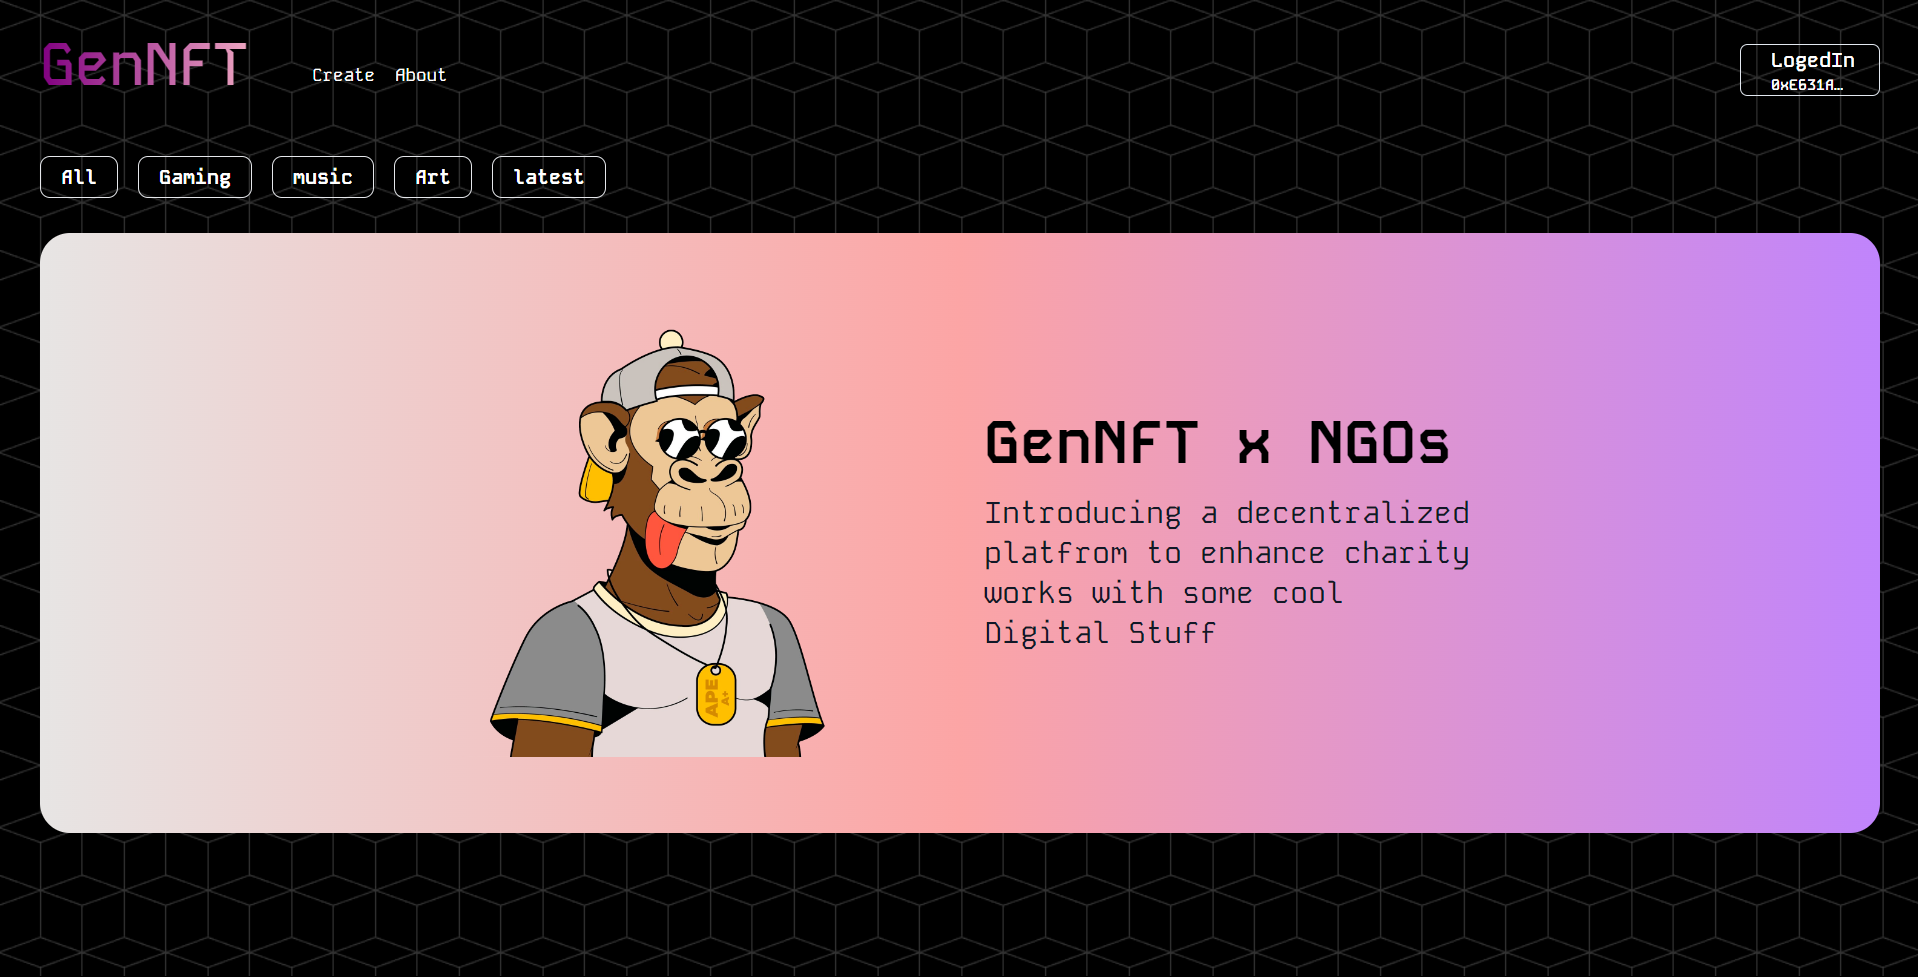 GenNFT
Create About
LogedIn
0xE631A…
All Gaming music Art latest
GenNFT x NGOs
Introducing a decentralized
platfrom to enhance charity
works with some cool
Digital Stuff
APE
A+